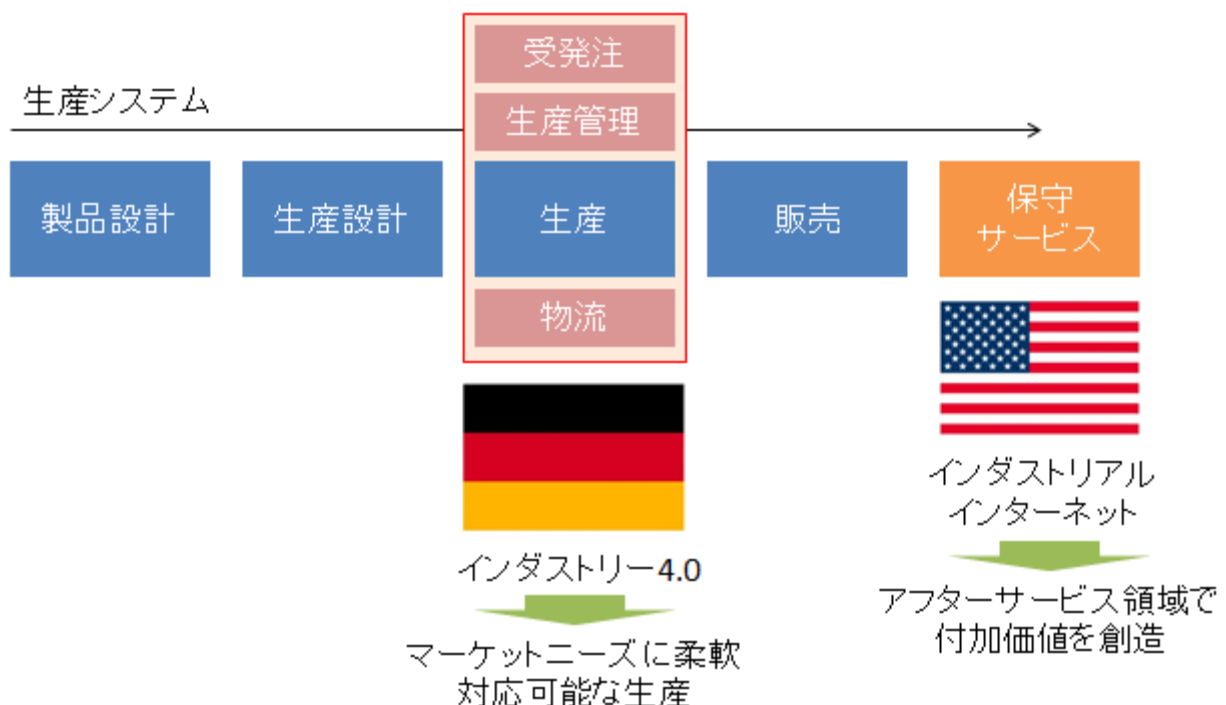 受発注
生産システム
生産管理
製品設計
生産設計
生産
販売
保守
サービス
物流
インダストリアル
インターネット
インダストリー4.0
アフターサービス領域で
付加価値を創造
マーケットニーズに柔軟
対応可能な生産